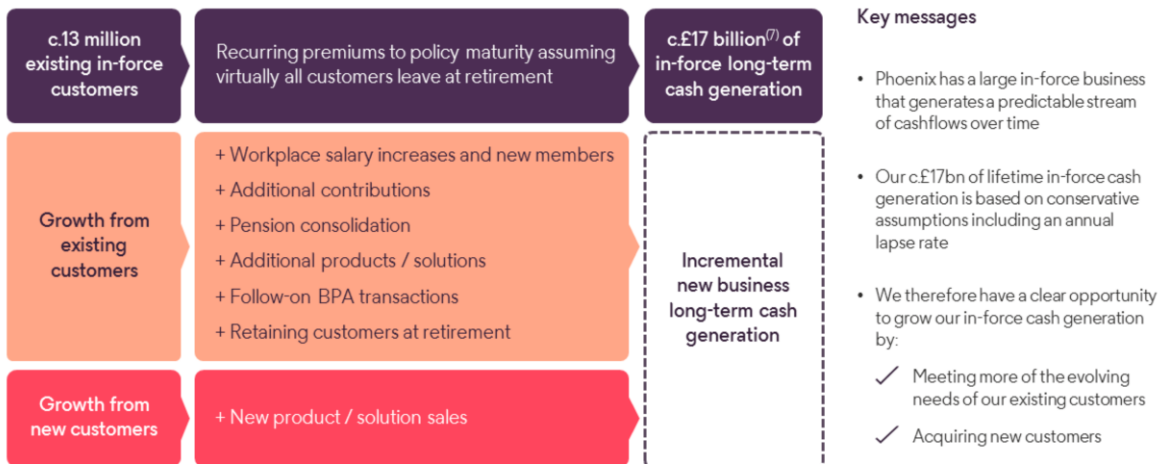 c.13 million
existing in-force
customers
Recurring premiums to policy maturity assuming
virtually all customers leave at retirement
c.£17 billion(7) of
in-force long-term
cash generation
Growth from
existing
customers
+ Workplace salary increases and new members
+ Additional contributions
+ Pension consolidation
+ Additional products / solutions
+ Follow-on BPA transactions
+ Retaining customers at retirement
Incremental
new business
long-term cash
generation
Growth from
new customers
+ New product / solution sales
Key messages
• Phoenix has a large in-force business
that generates a predictable stream
of cashflows over time
• Our c.£17bn of lifetime in-force cash
generation is based on conservative
assumptions including an annual
lapse rate
• We therefore have a clear opportunity
to grow our in-force cash generation
by:
✓ Meeting more of the evolving
needs of our existing customers
✓ Acquiring new customers